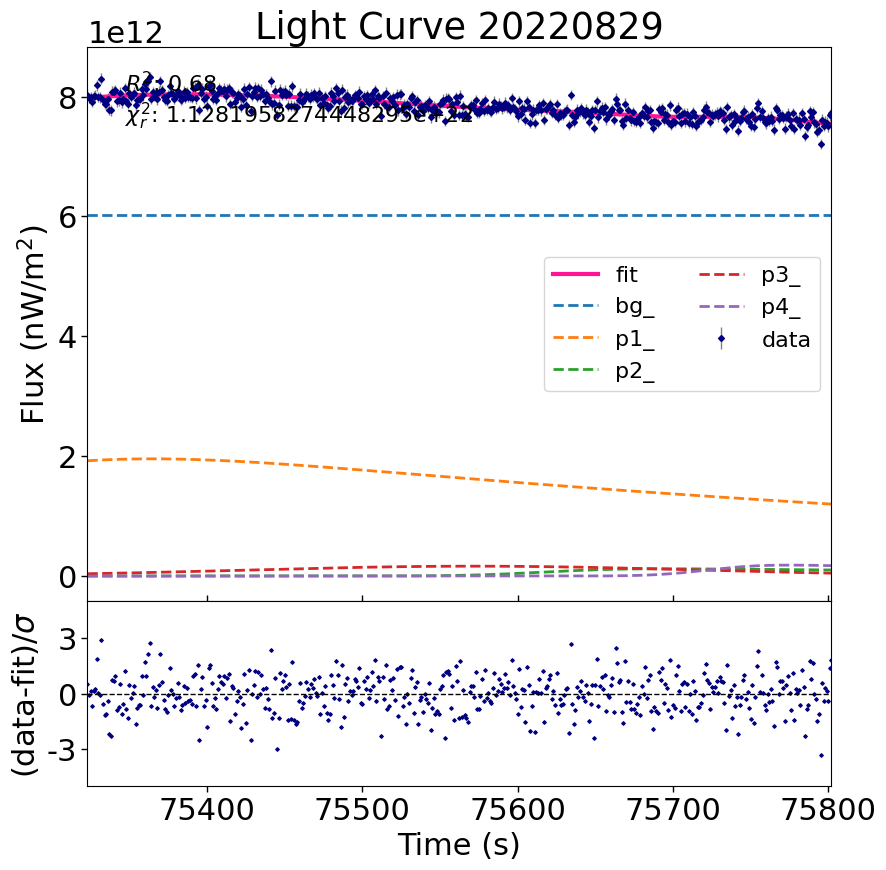 Light Curve 20220829
1e12
R²: 0.68
χ²ᵣ: 1.1281958274448295e+22
8
6
4
2
0
Flux (nW/m²)
fit
bg_
p1_
p2_
p3_
p4_
data
3
0
-3
(data-fit)/σ
75400 75500 75600 75700 75800
Time (s)